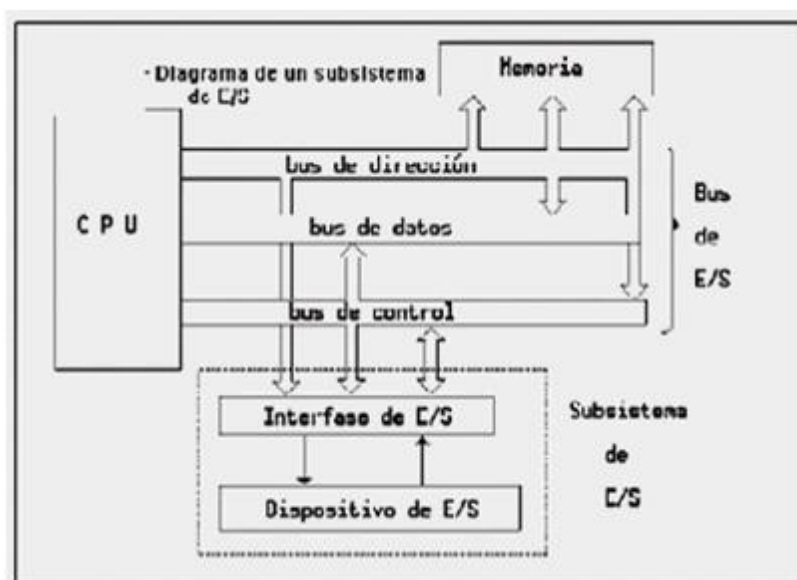 - Diagrama de un subsistema
de E/S
Memoria
bus de dirección
CPU
bus de datos
bus de control
Bus
de
E/S
Interfase de E/S
Dispositivo de E/S
Subsistema
de
E/S